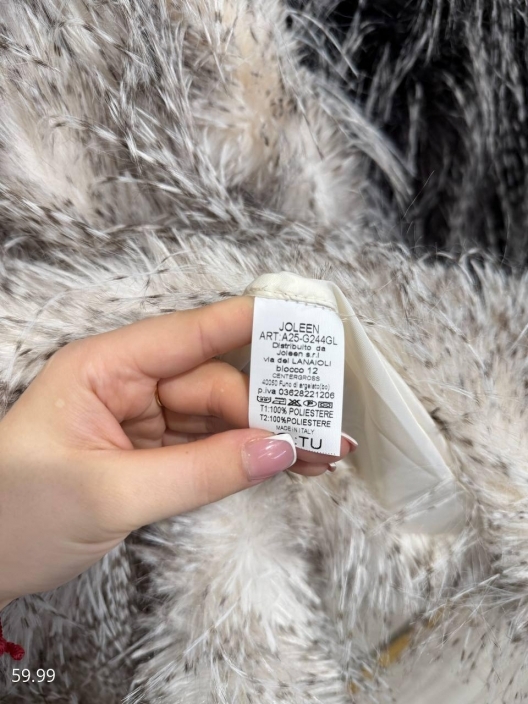 JOLEEN
ART:A25-G244GL
Distribuito da
Joleen s.r.l
via dei LANAIOLI
blocco 12
CENTERGROSS
40050 Funo di argelato(bo)
p.iva 03628221206
T1:100% POLIESTERE
T2:100%POLIESTERE
MADE IN ITALY
:TU
59.99